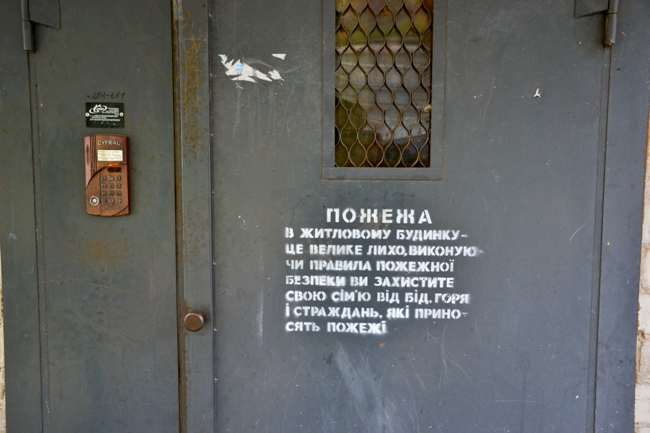 CYFRAL
ПОЖЕЖА
В ЖИТЛОВОМУ БУДИНКУ-
ЦЕ ВЕЛИКЕ ЛИХО, ВИКОНУЮ-
ЧИ ПРАВИЛА ПОЖЕЖНОЇ
БЕЗПЕКИ ВИ ЗАХИСТИТЕ
СВОЮ СІМ'Ю ВІД БІД, ГОРЯ
І СТРАЖДАНЬ, ЯКІ ПРИНО-
СЯТЬ ПОЖЕЖІ